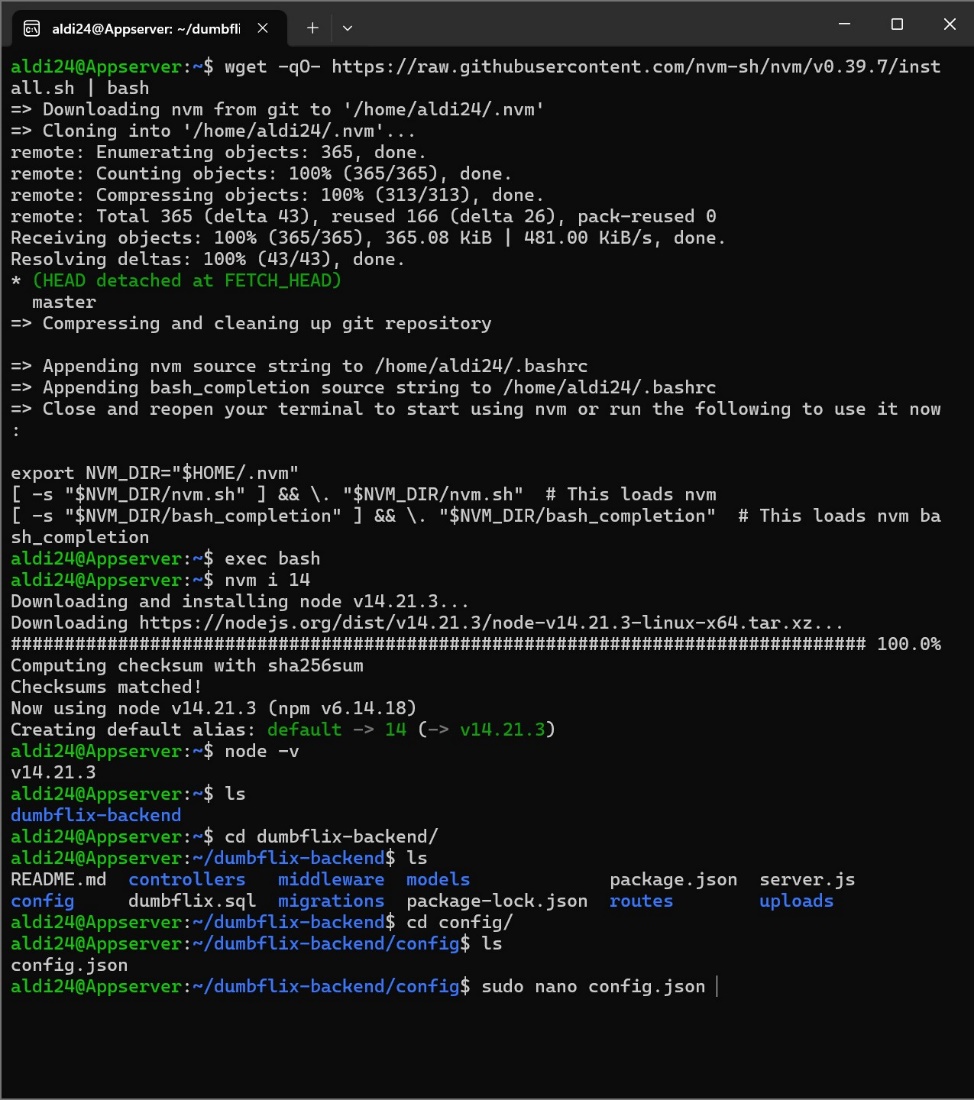 aldi24@Appserver: ~/dumbfli
aldi24@Appserver:~$ wget -qO- https://raw.githubusercontent.com/nvm-sh/nvm/v0.39.7/inst
all.sh | bash
=> Downloading nvm from git to '/home/aldi24/.nvm'
=> Cloning into '/home/aldi24/.nvm'...
remote: Enumerating objects: 365, done.
remote: Counting objects: 100% (365/365), done.
remote: Compressing objects: 100% (313/313), done.
remote: Total 365 (delta 43), reused 166 (delta 26), pack-reused 0
Receiving objects: 100% (365/365), 365.08 KiB | 481.00 KiB/s, done.
Resolving deltas: 100% (43/43), done.
* (HEAD detached at FETCH_HEAD)
  master
=> Compressing and cleaning up git repository

=> Appending nvm source string to /home/aldi24/.bashrc
=> Appending bash_completion source string to /home/aldi24/.bashrc
=> Close and reopen your terminal to start using nvm or run the following to use it now
:

export NVM_DIR="$HOME/.nvm"
[ -s "$NVM_DIR/nvm.sh" ] && \. "$NVM_DIR/nvm.sh"  # This loads nvm
[ -s "$NVM_DIR/bash_completion" ] && \. "$NVM_DIR/bash_completion"  # This loads nvm ba
sh_completion
aldi24@Appserver:~$ exec bash
aldi24@Appserver:~$ nvm i 14
Downloading and installing node v14.21.3...
Downloading https://nodejs.org/dist/v14.21.3/node-v14.21.3-linux-x64.tar.xz...
################################################################################ 100.0%
Computing checksum with sha256sum
Checksums matched!
Now using node v14.21.3 (npm v6.14.18)
Creating default alias: default -> 14 (-> v14.21.3)
aldi24@Appserver:~$ node -v
v14.21.3
aldi24@Appserver:~$ ls
dumbflix-backend
aldi24@Appserver:~$ cd dumbflix-backend/
aldi24@Appserver:~/dumbflix-backend$ ls
README.md  controllers   middleware  models             package.json  server.js
config     dumbflix.sql  migrations  package-lock.json  routes        uploads
aldi24@Appserver:~/dumbflix-backend$ cd config/
aldi24@Appserver:~/dumbflix-backend/config$ ls
config.json
aldi24@Appserver:~/dumbflix-backend/config$ sudo nano config.json